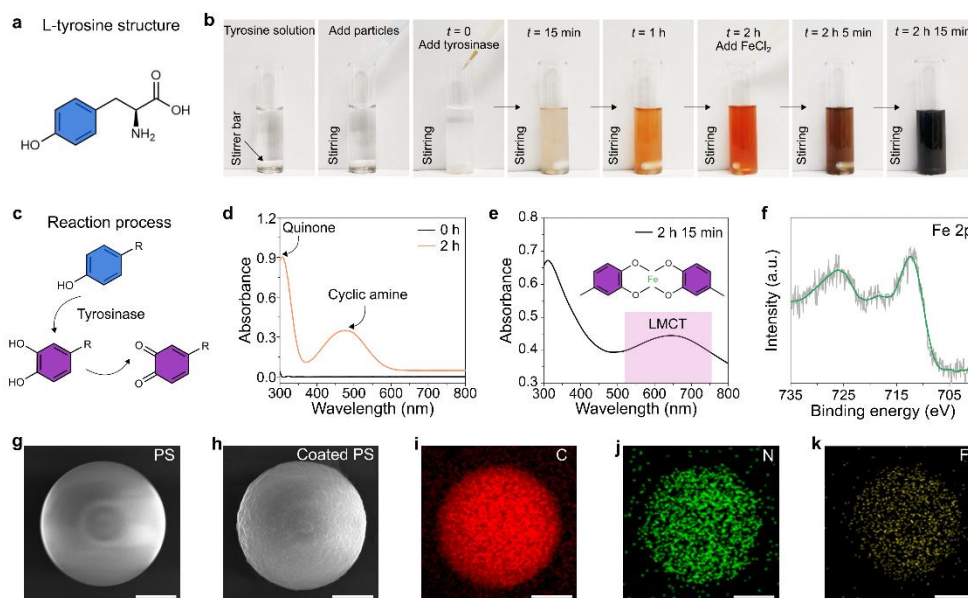 a
L-tyrosine structure
O
OH
NH2
HO
b
Tyrosine solution
Stirrer bar
Add particles
Stirring
t = 0
Add tyrosinase
Stirring
t = 15 min
Stirring
t = 1 h
Stirring
t = 2 h
Add FeCl2
Stirring
t = 2 h 5 min
Stirring
t = 2 h 15 min
c
Reaction process
R
HO
Tyrosinase
HO
HO
R
O
O
R
d
1.2
0.9
0.6
0.3
0.0
Absorbance
Quinone
0 h
2 h
Cyclic amine
300 400 500 600 700 800
Wavelength (nm)
e
0.8
0.7
0.6
0.5
0.4
0.3
Absorbance
2 h 15 min
O
O
Fe
O
O
LMCT
300 400 500 600 700 800
Wavelength (nm)
f
Fe 2p
Intensity (a.u.)
735 725 715 705
Binding energy (eV)
g
PS
h
Coated PS
i
C
j
N
k